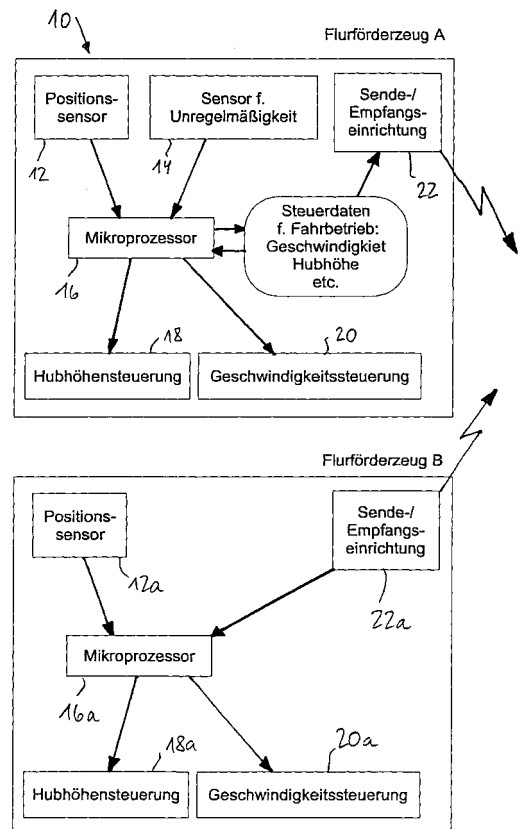 10
Flurförderzeug A
Positions-
sensor
12
Sensor f.
Unregelmäßigkeit
14
Sende-/
Empfangs-
einrichtung
22
Mikroprozessor
16
Steuerdaten
f. Fahrbetrieb:
Geschwindigkiet
Hubhöhe
etc.
18
Hubhöhensteuerung
20
Geschwindigkeitssteuerung
Flurförderzeug B
Positions-
sensor
12a
Sende-/
Empfangs-
einrichtung
22a
Mikroprozessor
16a
18a
Hubhöhensteuerung
20a
Geschwindigkeitssteuerung